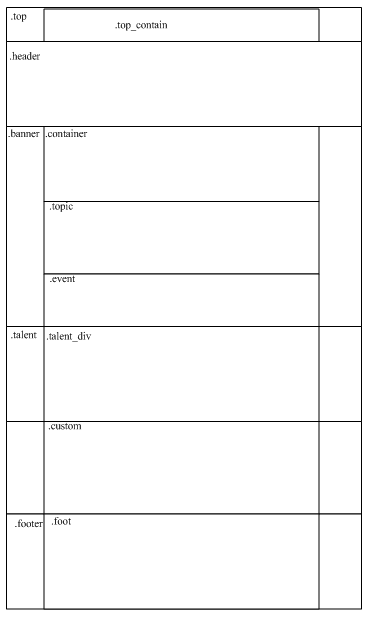 .top
.top_contain
.header
.banner
.container
.topic
.event
.talent
.talent_div
.custom
.footer
.foot